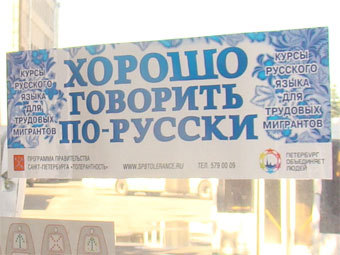 КУРСЫ
РУССКОГО
ЯЗЫКА
ДЛЯ
ТРУДОВЫХ
МИГРАНТОВ
ХОРОШО
ГОВОРИТЬ
ПО-РУССКИ
КУРСЫ
РУССКОГО
ЯЗЫКА
ДЛЯ
ТРУДОВЫХ
МИГРАНТОВ
ПРОГРАММА ПРАВИТЕЛЬСТВА
САНКТ-ПЕТЕРБУРГА «ТОЛЕРАНТНОСТЬ»
WWW.SPBTOLERANCE.RU
ТЕЛ. 579 00 09
ПЕТЕРБУРГ
ОБЪЕДИНЯЕТ
ЛЮДЕЙ